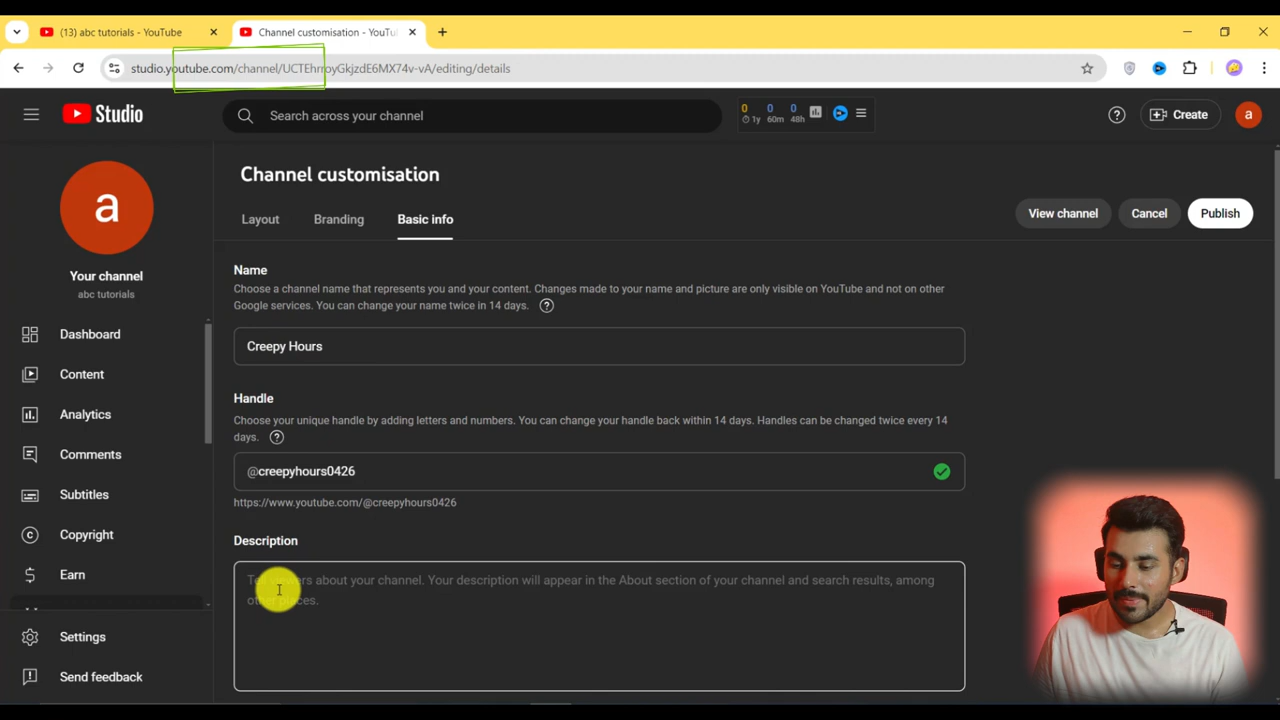 (13) abc tutorials - YouTube
Channel customisation - YouTu
studio.youtube.com/channel/UCTEhrroyGkjzdE6MX74v-vA/editing/details
Studio
Search across your channel
0 0 0
1y 60m 48h
Create
a
a
Your channel
abc tutorials
Dashboard
Content
Analytics
Comments
Subtitles
Copyright
Earn
Settings
Send feedback
Channel customisation
Layout Branding Basic info
View channel Cancel Publish
Name
Choose a channel name that represents you and your content. Changes made to your name and picture are only visible on YouTube and not on other
Google services. You can change your name twice in 14 days.
Creepy Hours
Handle
Choose your unique handle by adding letters and numbers. You can change your handle back within 14 days. Handles can be changed twice every 14
days.
@creepyhours0426
https://www.youtube.com/@creepyhours0426
Description
Tell viewers about your channel. Your description will appear in the About section of your channel and search results, among
other places.